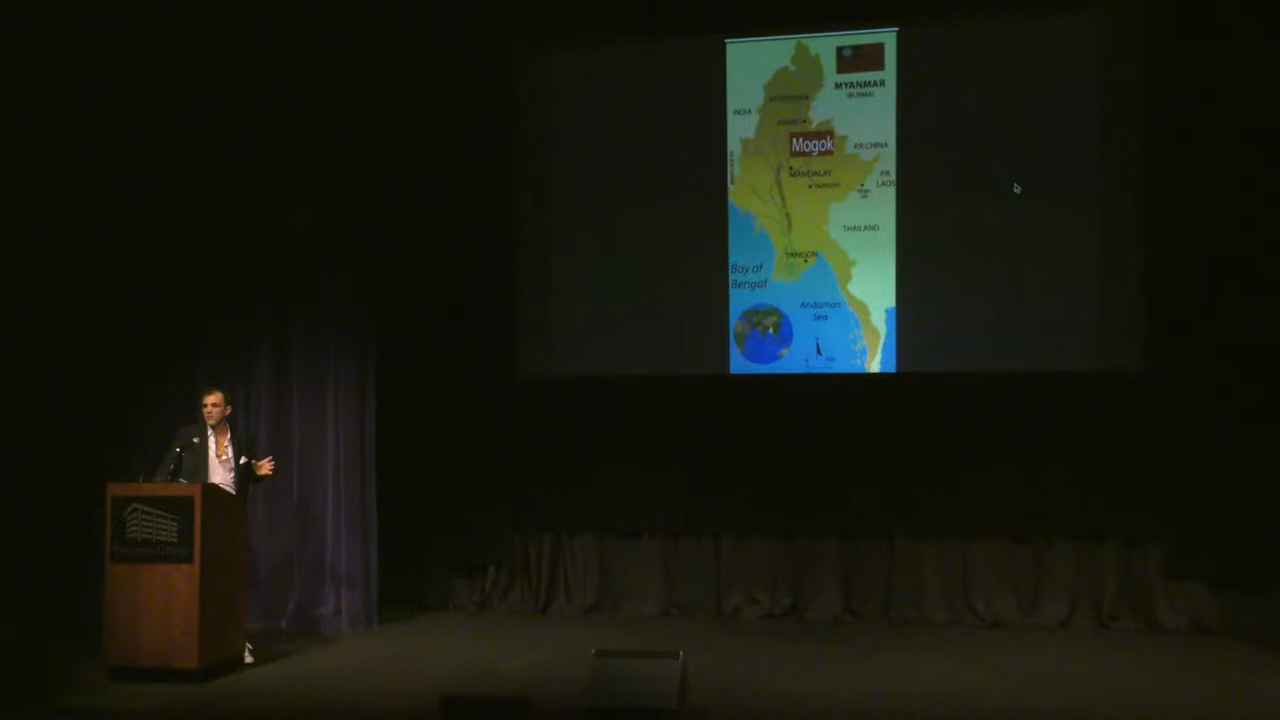 MYANMAR
(BURMA)
INDIA
Mogok
P.R.CHINA
MANDALAY
P.R.
LAOS
THAILAND
YANGON
Bay of
Bengal
Andaman
Sea